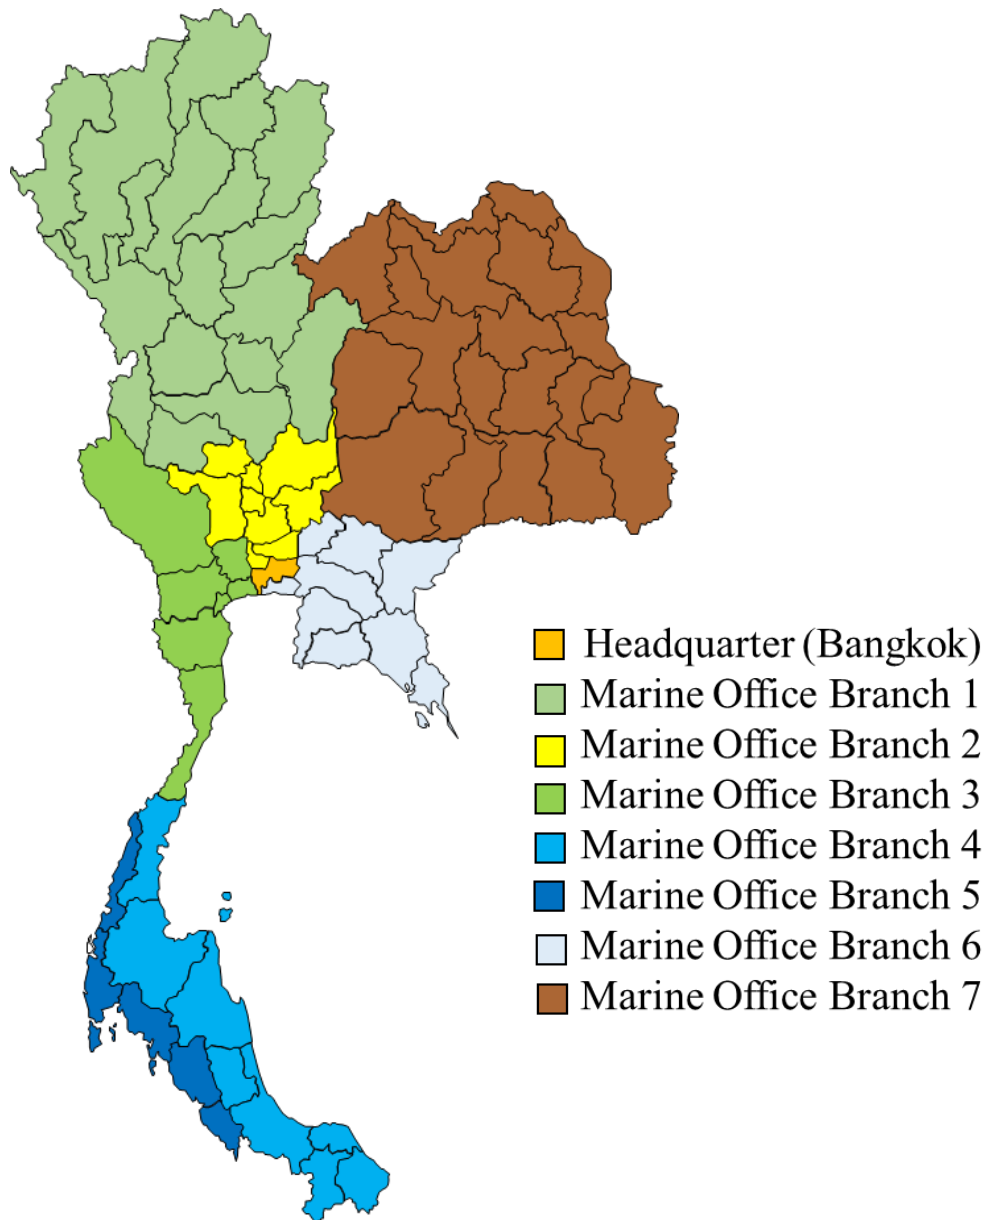 Headquarter (Bangkok)
Marine Office Branch 1
Marine Office Branch 2
Marine Office Branch 3
Marine Office Branch 4
Marine Office Branch 5
Marine Office Branch 6
Marine Office Branch 7